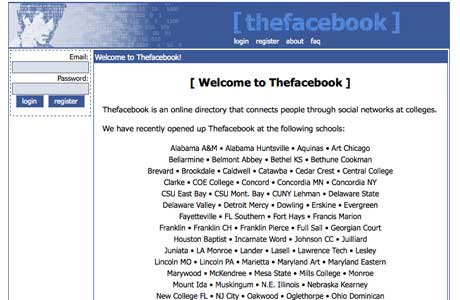 [ thefacebook ]
login register about faq
Email:
Password:
login register
Welcome to Thefacebook!
[ Welcome to Thefacebook ]
Thefacebook is an online directory that connects people through social networks at colleges.
We have recently opened up Thefacebook at the following schools:
Alabama A&M • Alabama Huntsville • Aquinas • Art Chicago
Bellarmine • Belmont Abbey • Bethel KS • Bethune Cookman
Brevard • Brookdale • Caldwell • Catawba • Cedar Crest • Central College
Clarke • COE College • Concord • Concordia MN • Concordia NY
CSU East Bay • CSU Mont. Bay • CUNY Lehman • Delaware State
Delaware Valley • Detroit Mercy • Dowling • Erskine • Evergreen
Fayetteville • FL Southern • Fort Hays • Francis Marion
Franklin • Franklin CH • Franklin Pierce • Full Sail • Georgian Court
Houston Baptist • Incarnate Word • Johnson CC • Juilliard
Juniata • LA Monroe • Lander • Lasell • Lawrence Tech • Lesley
Lincoln MO • Lincoln PA • Marietta • Maryland Art • Maryland Eastern
Marywood • McKendree • Mesa State • Mills College • Monroe
Mount Ida • Muskingum • N.E. Illinois • Nebraska Kearney
New College FL • NJ City • Oakwood • Oglethorpe • Ohio Dominican